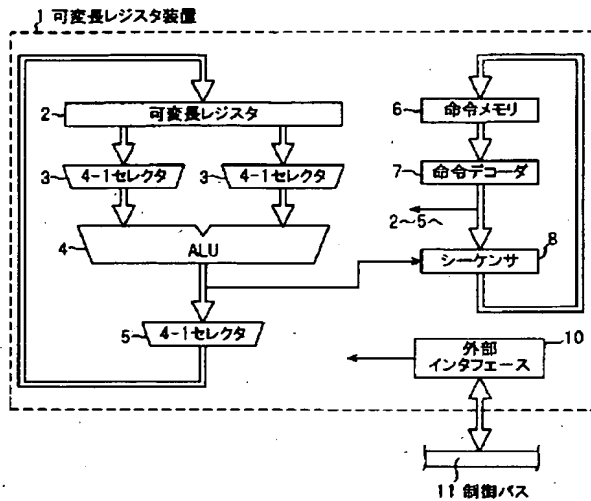 1 可変長レジスタ装置
2 可変長レジスタ
6 命令メモリ
3 4-1セレクタ
3 4-1セレクタ
7 命令デコーダ
2~5へ
4 ALU
8
シーケンサ
5 4-1セレクタ
外部
インタフェース
10
11 制御バス